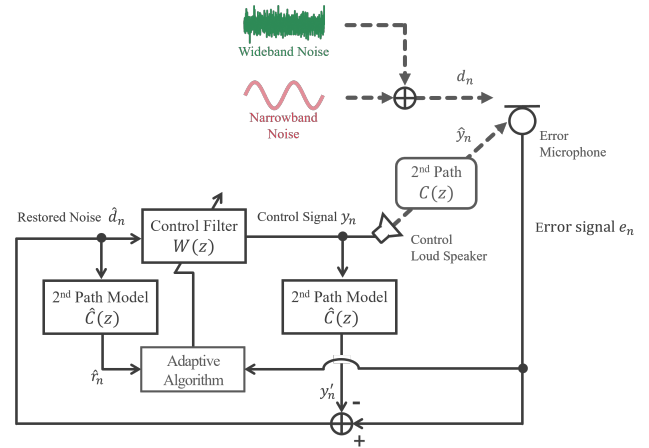 Wideband Noise
Narrowband
Noise
dₙ
ŷₙ
Error
Microphone
2nd Path
C(z)
Restored Noise d̂ₙ
Control Filter
W(z)
Control Signal yₙ
Control
Loud Speaker
Error signal eₙ
2nd Path Model
Ĉ(z)
2nd Path Model
Ĉ(z)
r̂ₙ
Adaptive
Algorithm
y′ₙ
-
+